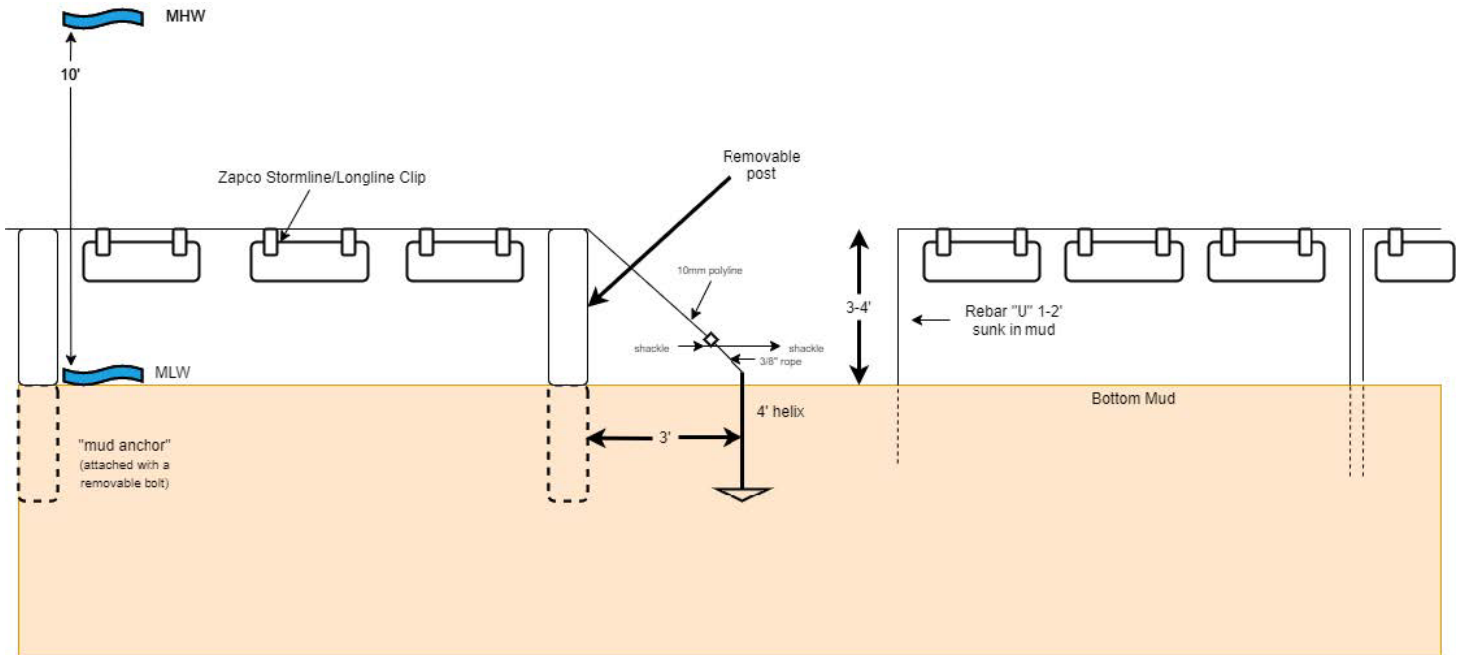 MHW
10'
Zapco Stormline/Longline Clip
Removable
post
10mm polyline
shackle
shackle
3/8" rope
3-4'
Rebar "U" 1-2'
sunk in mud
MLW
Bottom Mud
4' helix
3'
"mud anchor"
(attached with a
removable bolt)